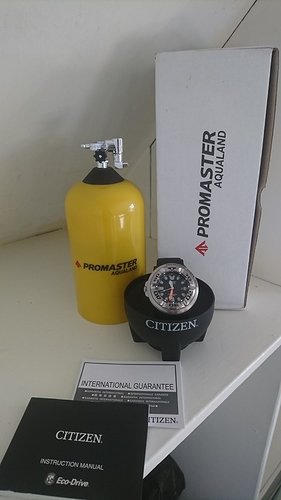 PROMASTER
AQUALAND
PROMASTER
AQUALAND
CITIZEN
INTERNATIONAL GUARANTEE
CITIZEN
CITIZEN
INSTRUCTION MANUAL
Eco-Drive